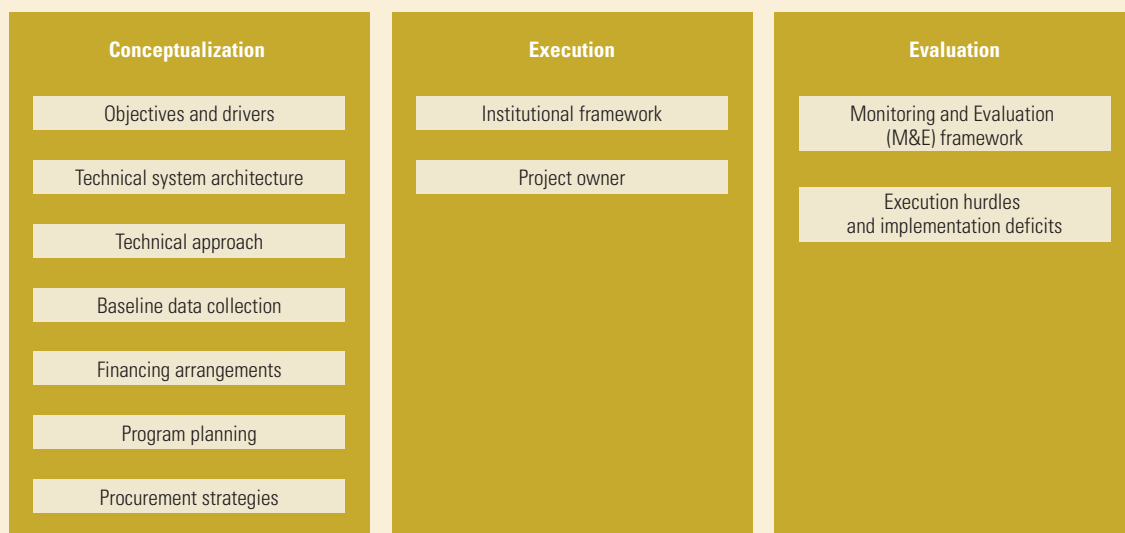 Conceptualization
Objectives and drivers
Technical system architecture
Technical approach
Baseline data collection
Financing arrangements
Program planning
Procurement strategies
Execution
Institutional framework
Project owner
Evaluation
Monitoring and Evaluation
(M&E) framework
Execution hurdles
and implementation deficits